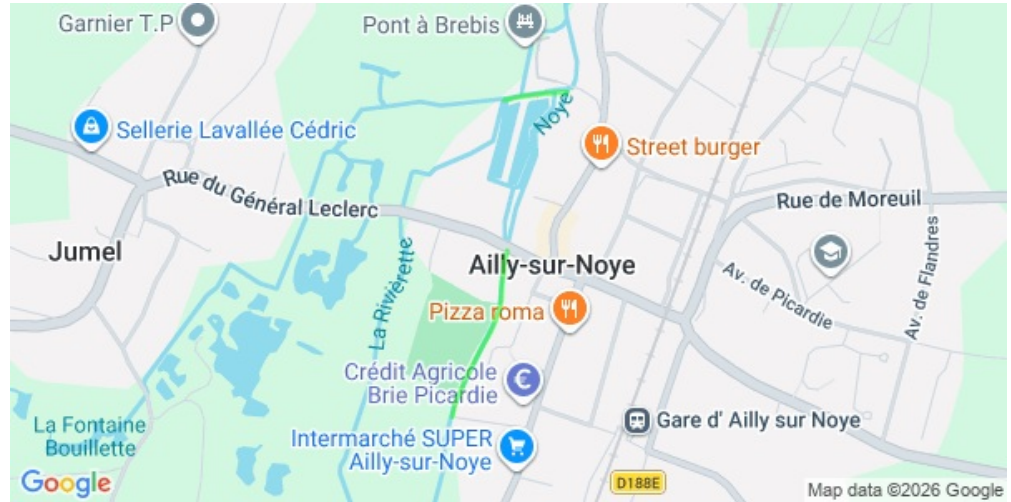 Garnier T.P
Pont à Brebis
Noye
Sellerie Lavallée Cédric
Street burger
Rue du Général Leclerc
Rue de Moreuil
Jumel
La Rivièrette
Ailly-sur-Noye
Av. de Picardie
Av. de Flandres
Pizza roma
Crédit Agricole
Brie Picardie
La Fontaine
Bouillette
Intermarché SUPER
Ailly-sur-Noye
Gare d' Ailly sur Noye
D188E
Google
Map data ©2026 Google